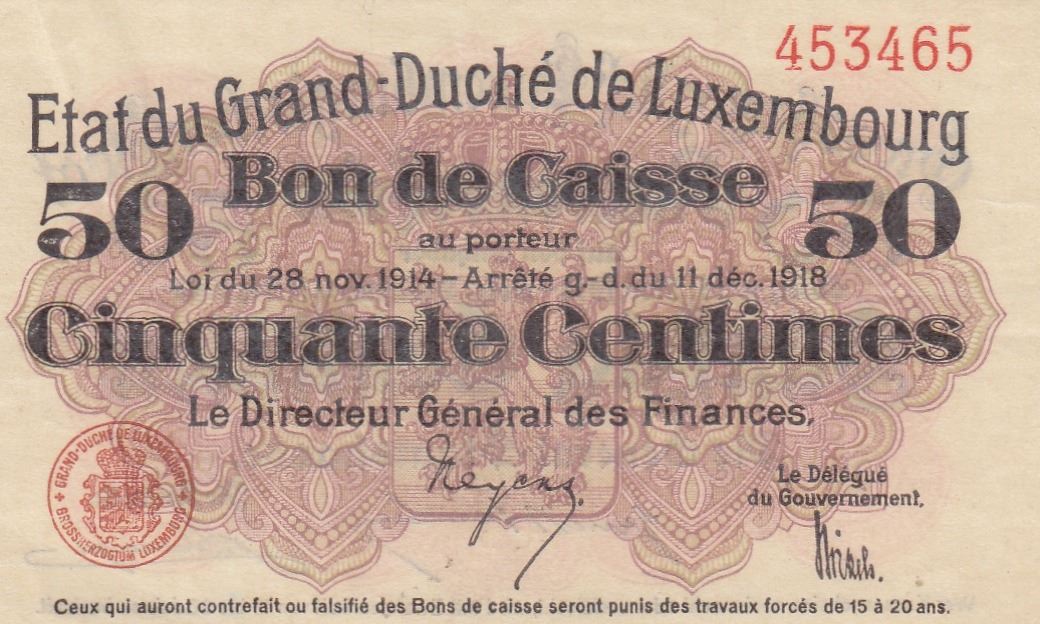 453465
Etat du Grand-Duché de Luxembourg
50 Bon de Caisse 50
au porteur
Loi du 28 nov. 1914 - Arrêté g.-d. du 11 déc. 1918
Cinquante Centimes
Le Directeur Général des Finances,
Neyens.
Le Délégué
du Gouvernement,
GRAND-DUCHÉ DE LUXEMBOURG
GROSSHERZOGTUM LUXEMBURG
Ceux qui auront contrefait ou falsifié des Bons de caisse seront punis des travaux forcés de 15 à 20 ans.